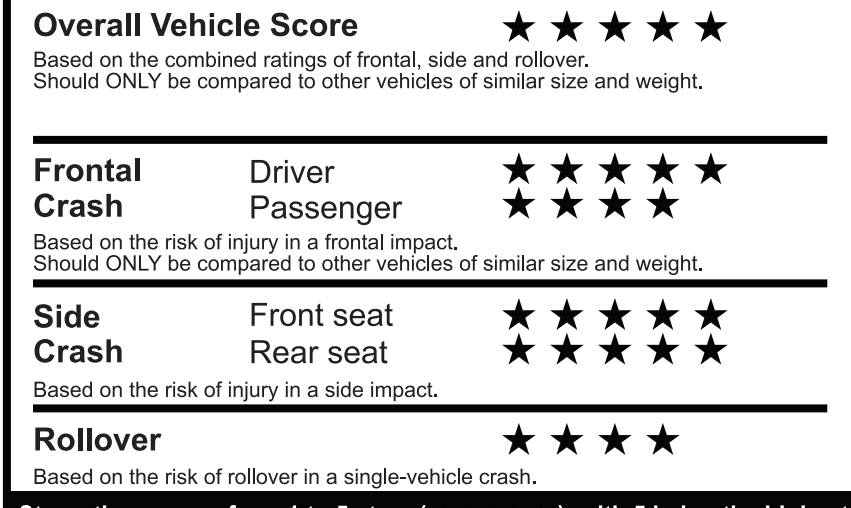 Overall Vehicle Score ★ ★ ★ ★ ★
Based on the combined ratings of frontal, side and rollover.
Should ONLY be compared to other vehicles of similar size and weight.
Frontal Driver ★ ★ ★ ★ ★
Crash Passenger ★ ★ ★ ★
Based on the risk of injury in a frontal impact.
Should ONLY be compared to other vehicles of similar size and weight.
Side Front seat ★ ★ ★ ★ ★
Crash Rear seat ★ ★ ★ ★ ★
Based on the risk of injury in a side impact.
Rollover ★ ★ ★ ★
Based on the risk of rollover in a single-vehicle crash.